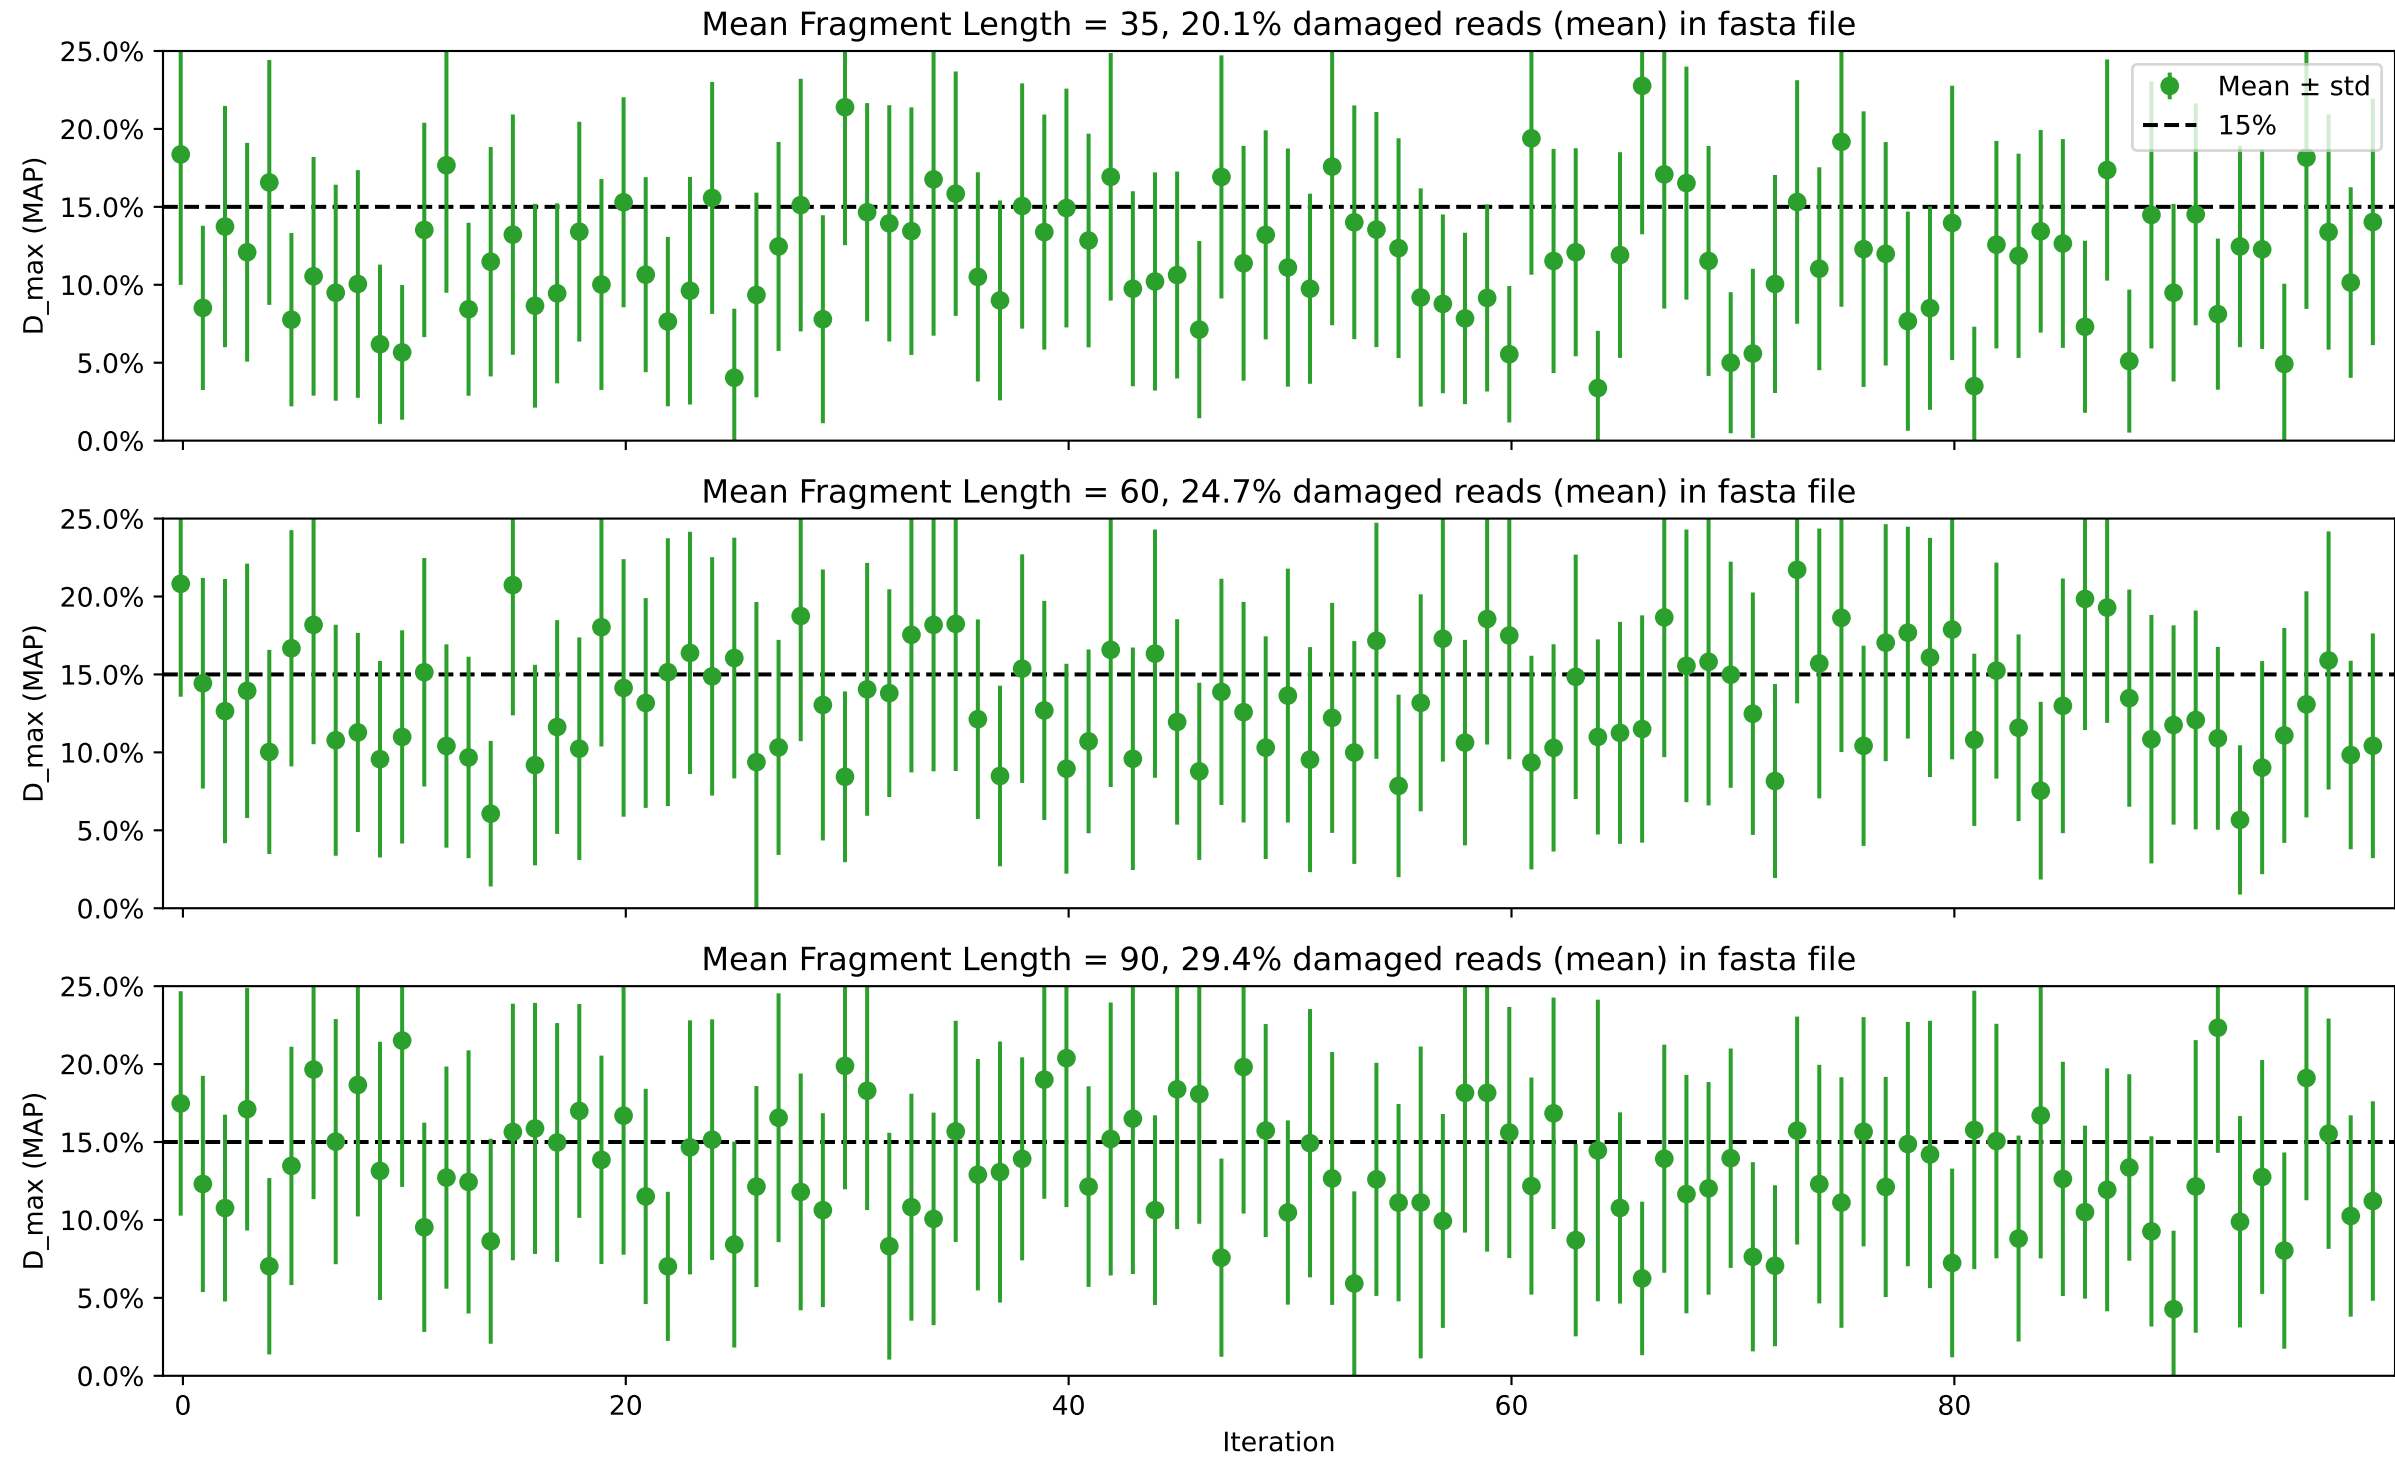 Mean Fragment Length = 35, 20.1% damaged reads (mean) in fasta file
25.0%
20.0%
15.0%
10.0%
5.0%
0.0%
D_max (MAP)
Mean ± std
15%
Mean Fragment Length = 60, 24.7% damaged reads (mean) in fasta file
25.0%
20.0%
15.0%
10.0%
5.0%
0.0%
D_max (MAP)
Mean Fragment Length = 90, 29.4% damaged reads (mean) in fasta file
25.0%
20.0%
15.0%
10.0%
5.0%
0.0%
D_max (MAP)
0 20 40 60 80
Iteration